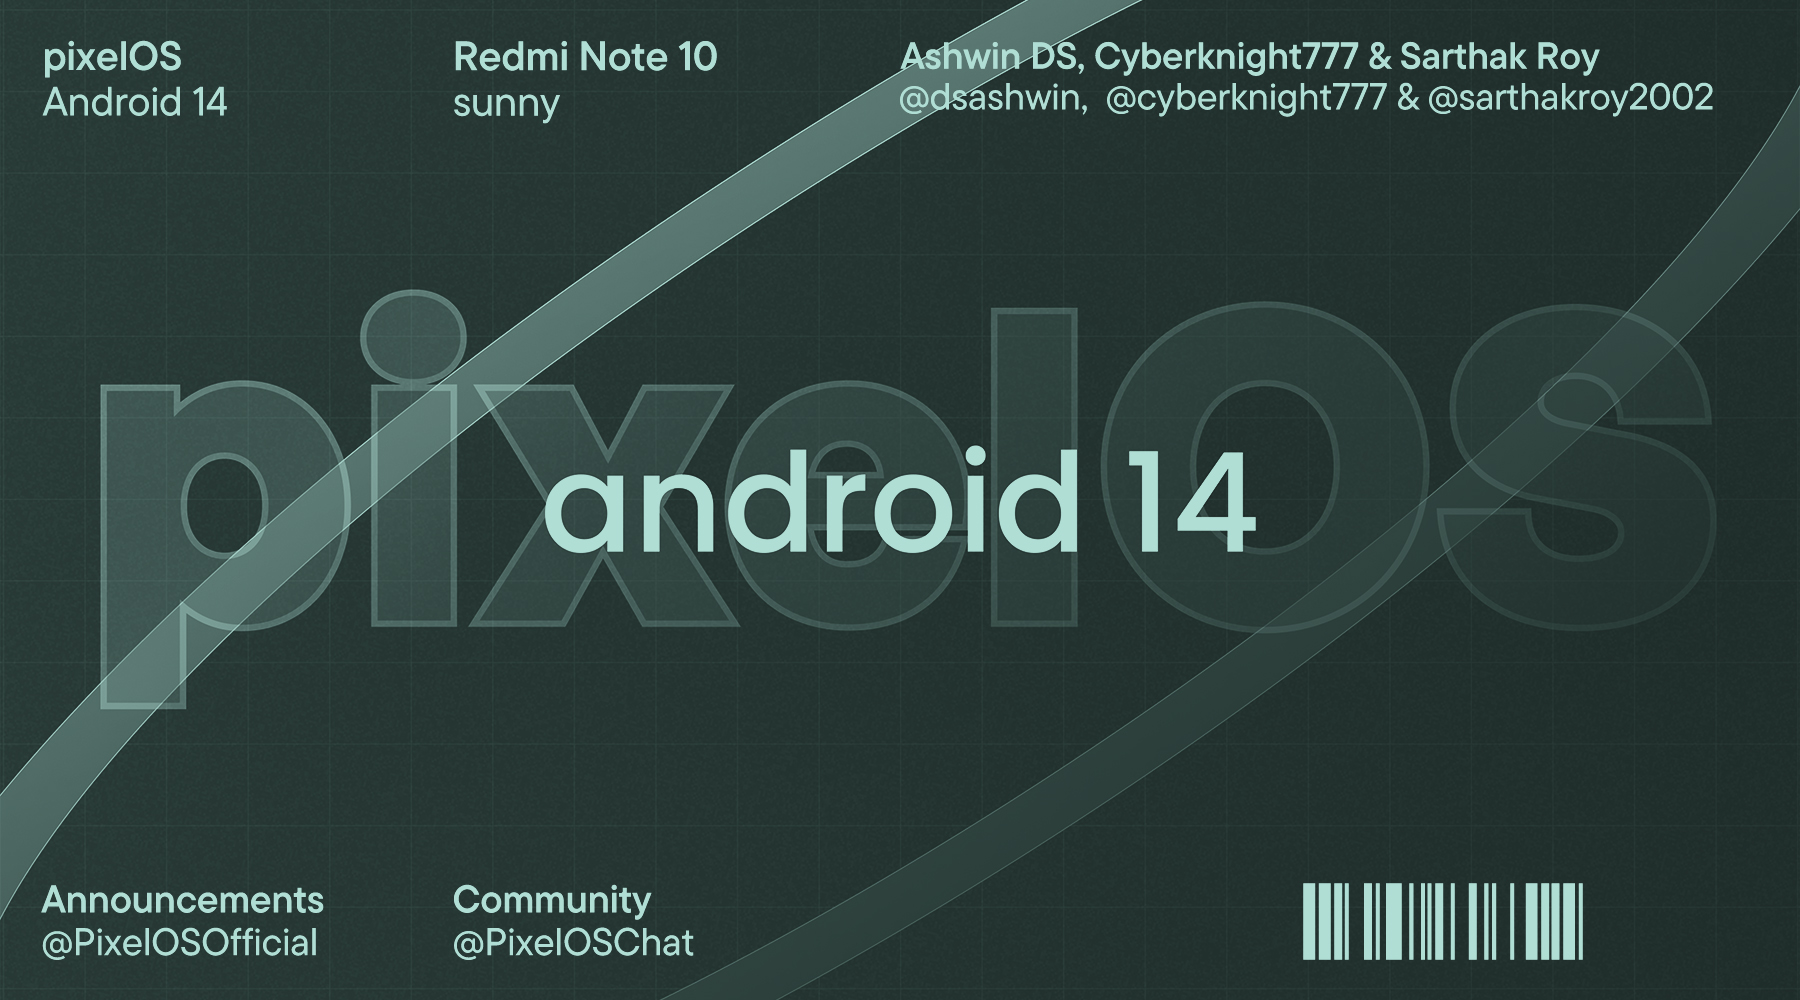 pixelOS
Android 14
Redmi Note 10
sunny
Ashwin DS, Cyberknight777 & Sarthak Roy
@dsashwin, @cyberknight777 & @sarthakroy2002
pixelOS
android 14
Announcements
@PixelOSOfficial
Community
@PixelOSChat